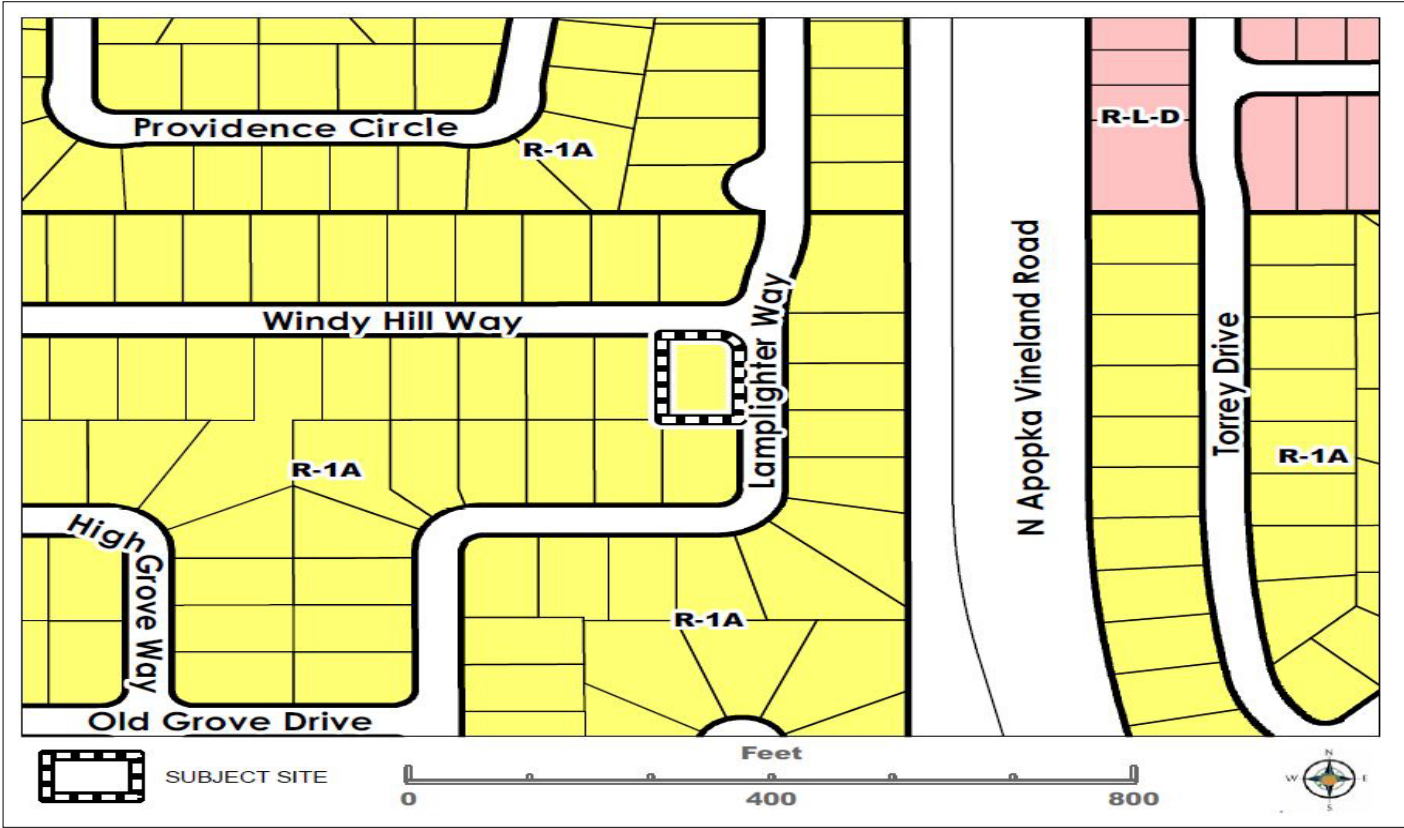 Providence Circle
R-1A
R-L-D
Windy Hill Way
Lamplighter Way
N Apopka Vineland Road
Torrey Drive
R-1A
R-1A
High Grove Way
R-1A
Old Grove Drive
SUBJECT SITE
Feet
0 400 800
N
W E
S